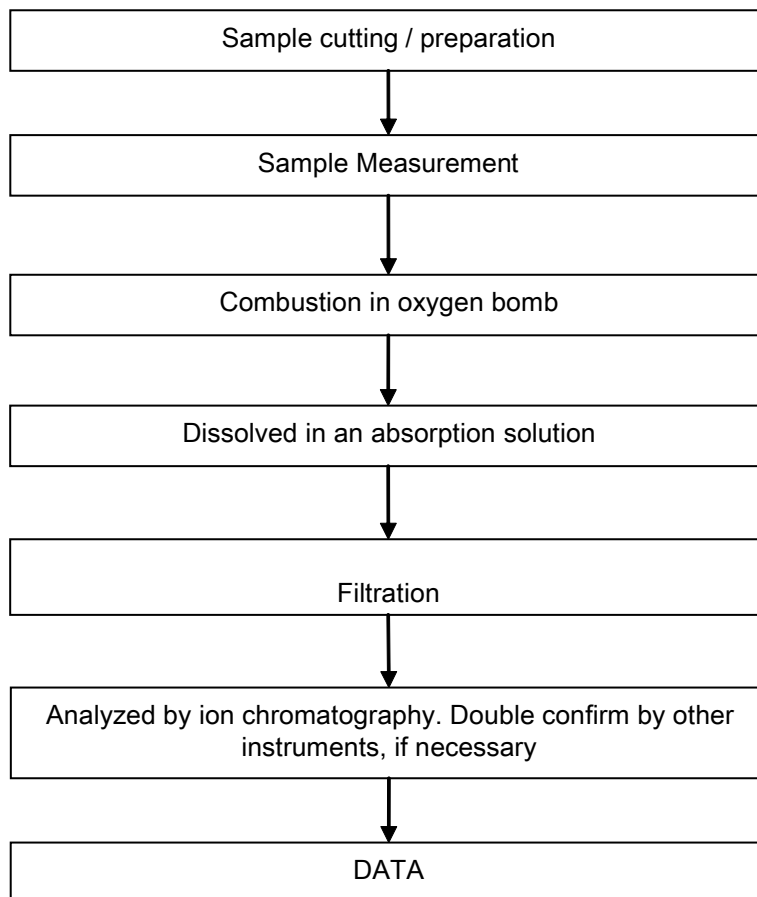 Sample cutting / preparation
Sample Measurement
Combustion in oxygen bomb
Dissolved in an absorption solution
Filtration
Analyzed by ion chromatography. Double confirm by other
instruments, if necessary
DATA